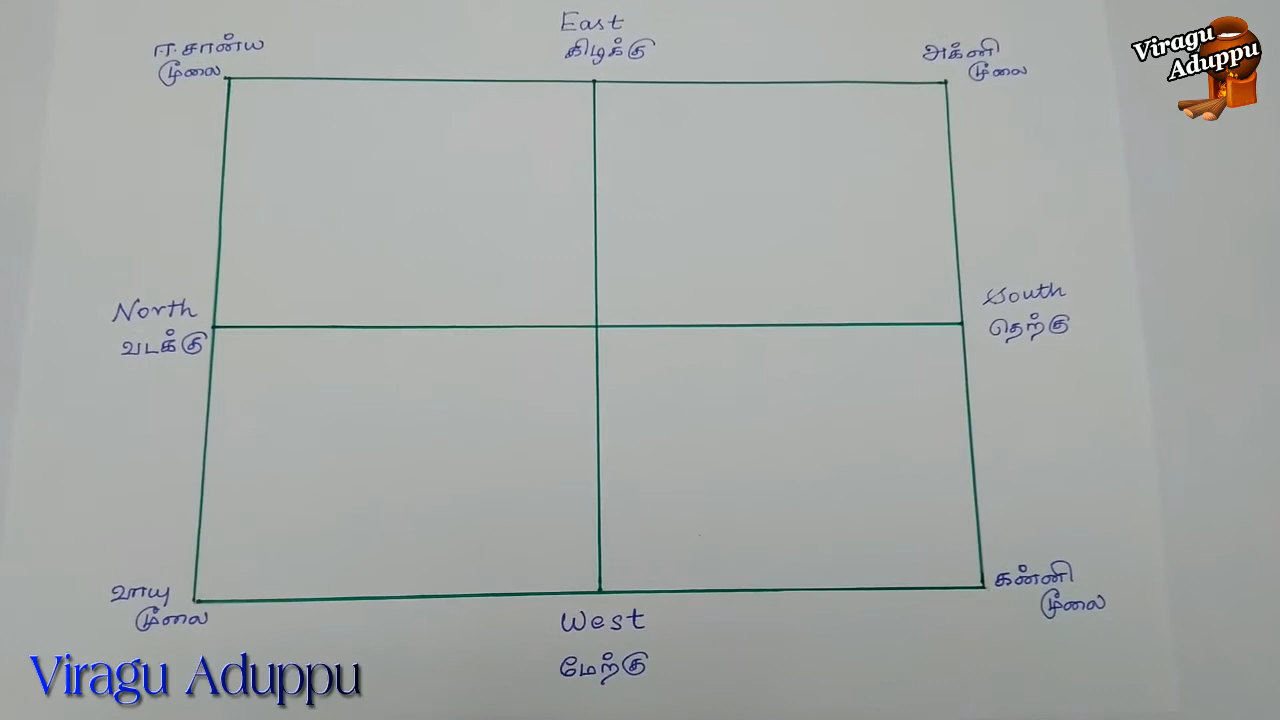 East
கிழக்கு
ஈசான்ய
மூலை
அக்னி
மூலை
Viragu
Aduppu
North
வடக்கு
South
தெற்கு
வாயு
மூலை
கன்னி
மூலை
West
மேற்கு
Viragu Aduppu